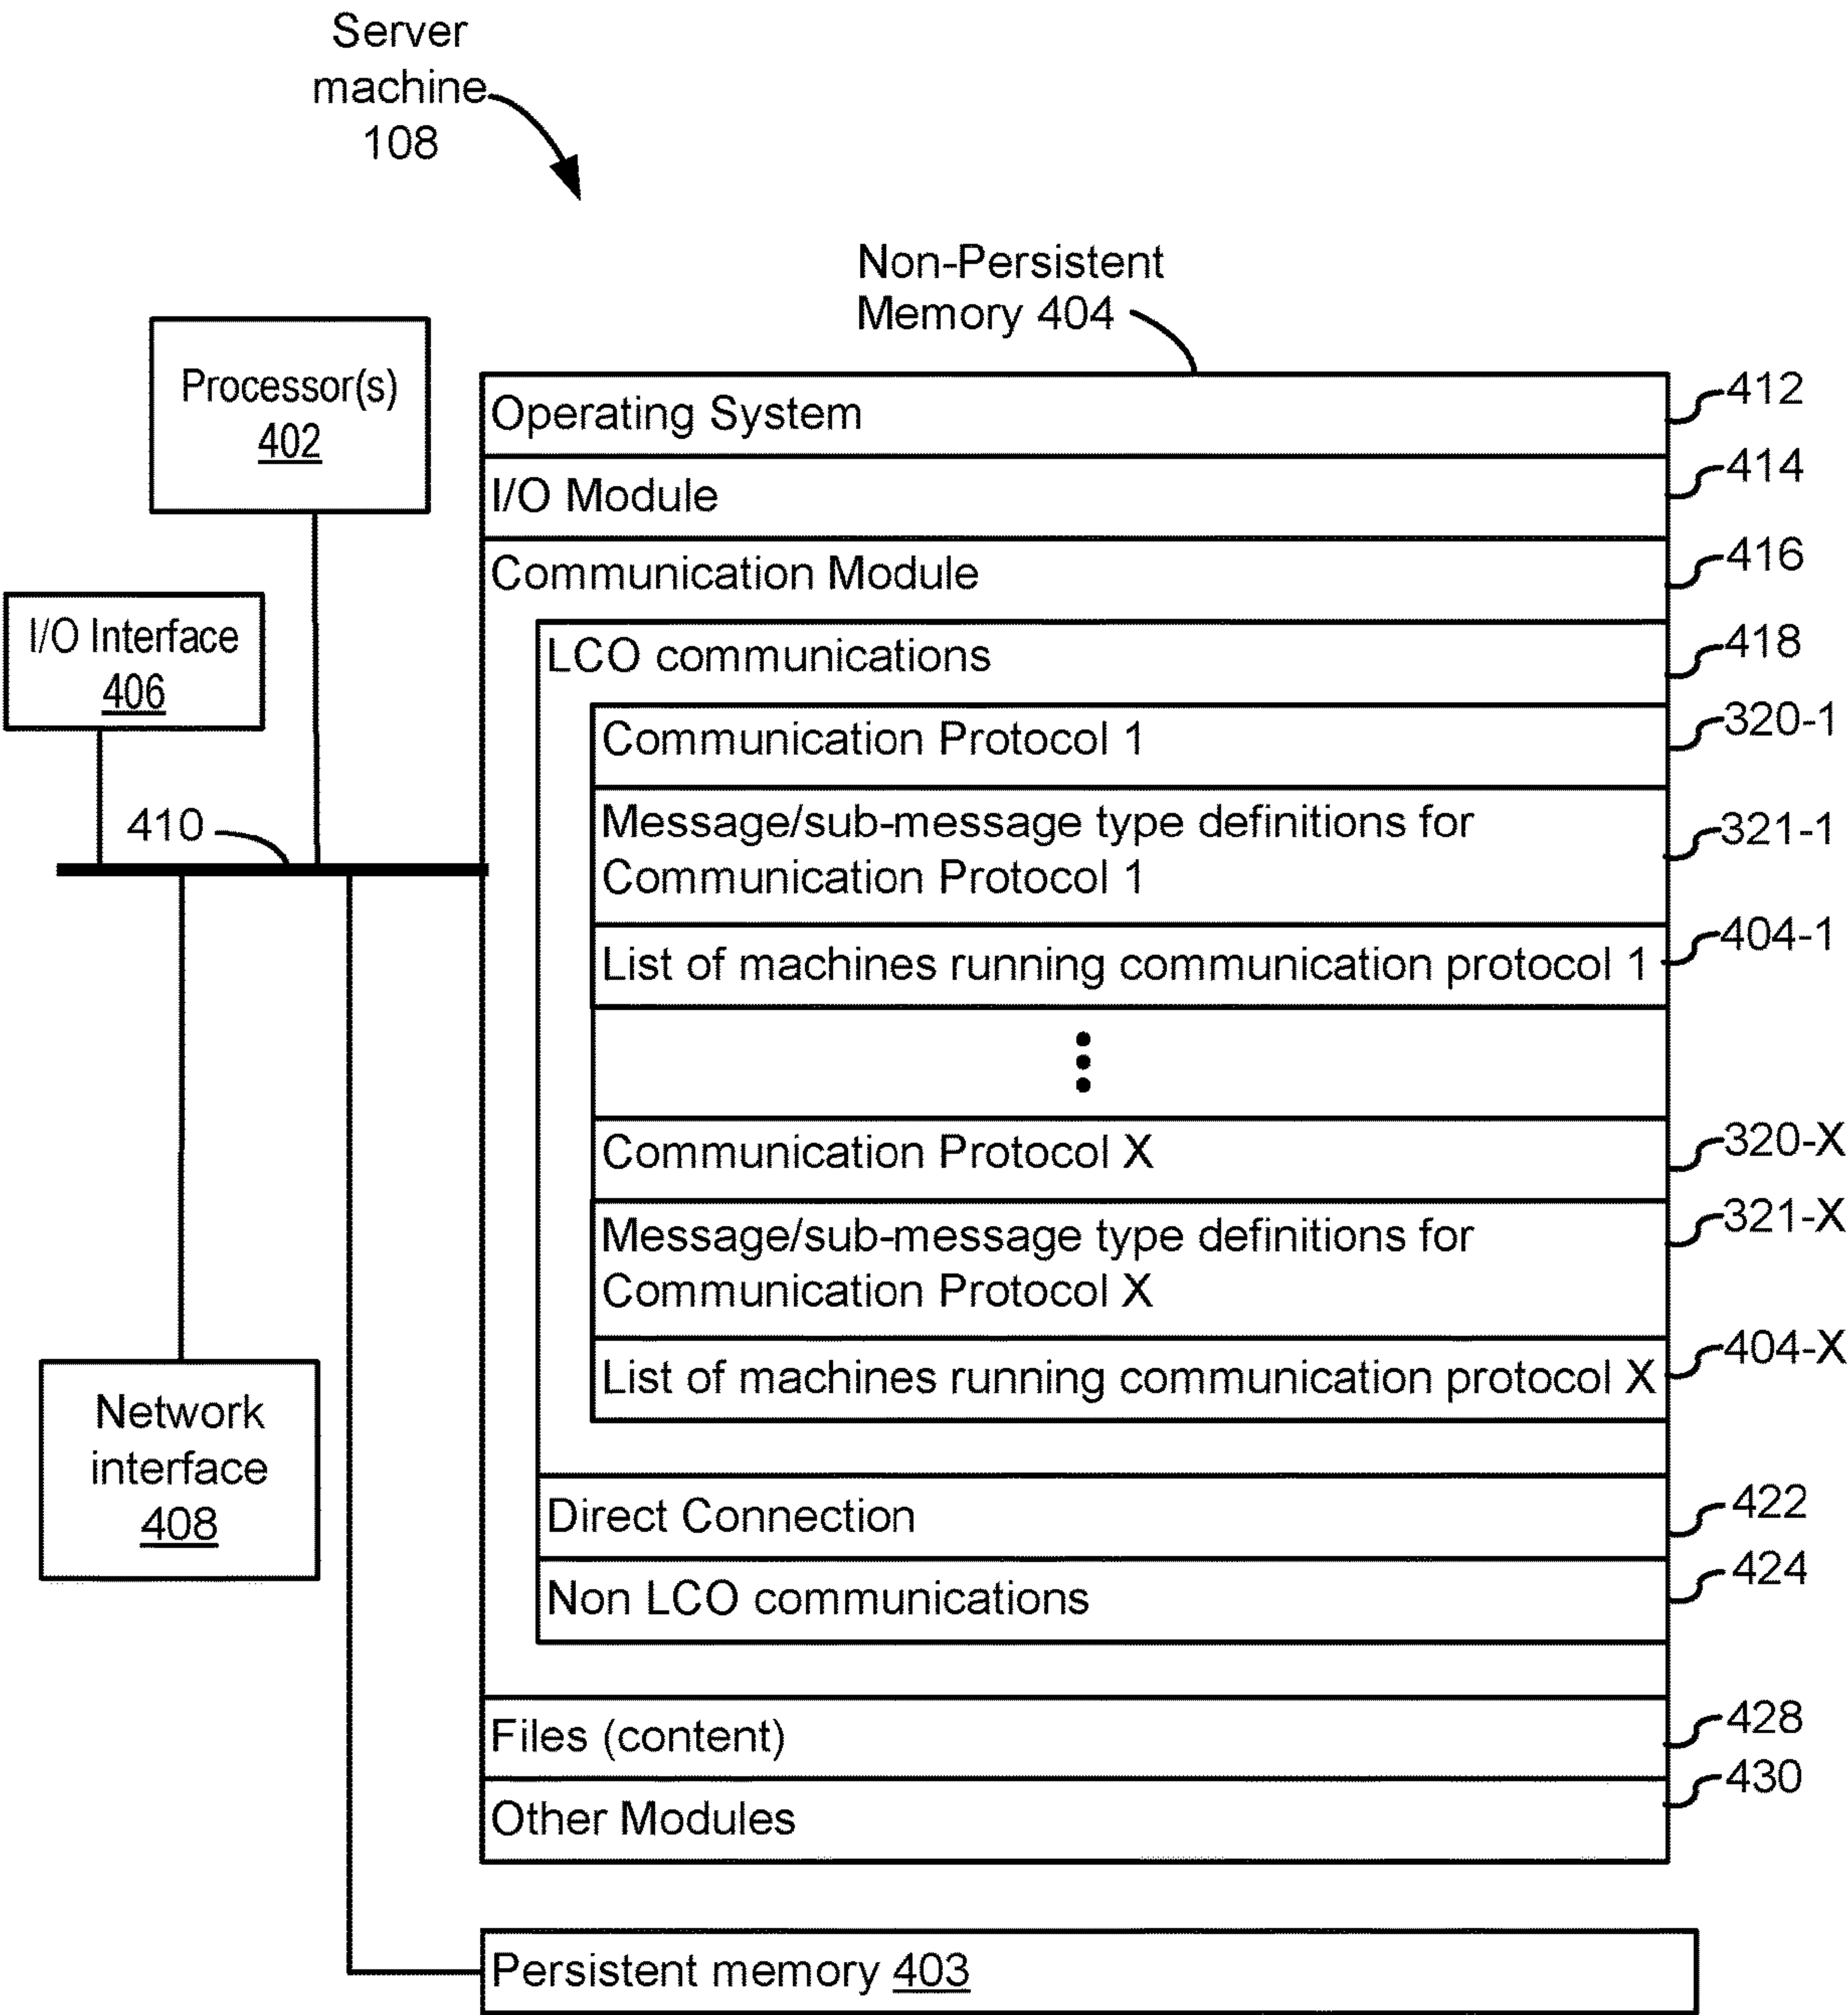 Server
machine
108
Non-Persistent
Memory 404
Processor(s)
402
I/O Interface
406
410
Network
interface
408
Operating System
412
I/O Module
414
Communication Module
416
LCO communications
418
Communication Protocol 1
320-1
Message/sub-message type definitions for
Communication Protocol 1
321-1
List of machines running communication protocol 1
404-1
Communication Protocol X
320-X
Message/sub-message type definitions for
Communication Protocol X
321-X
List of machines running communication protocol X
404-X
Direct Connection
422
Non LCO communications
424
Files (content)
428
Other Modules
430
Persistent memory 403